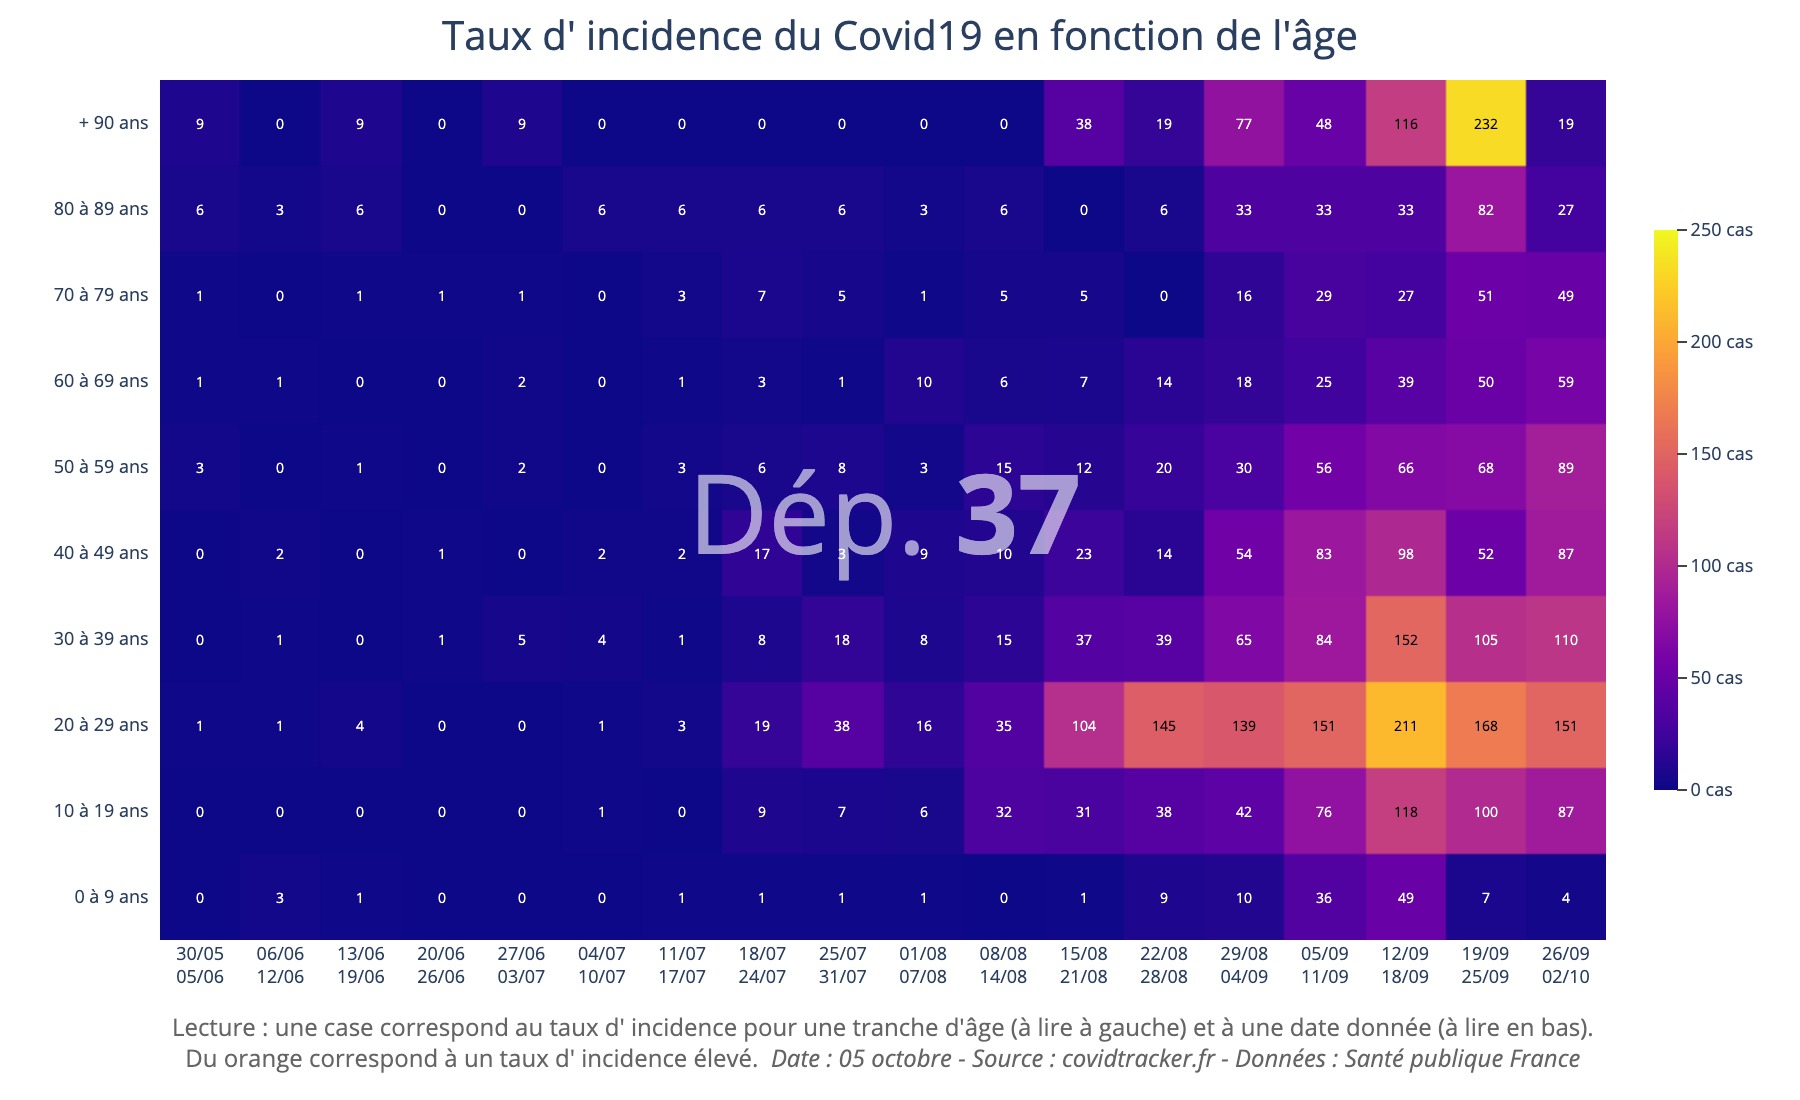 Taux d' incidence du Covid19 en fonction de l'âge
+ 90 ans 9 0 9 0 9 0 0 0 0 0 0 38 19 77 48 116 232 19
80 à 89 ans 6 3 6 0 0 6 6 6 6 3 6 0 6 33 33 33 82 27
250 cas
70 à 79 ans 1 0 1 1 1 0 3 7 5 1 5 5 0 16 29 27 51 49
200 cas
60 à 69 ans 1 1 0 0 2 0 1 3 1 10 6 7 14 18 25 39 50 59
50 à 59 ans 3 0 1 0 2 0 3 6 8 3 15 12 20 30 56 66 68 89
150 cas
Dép. 37
40 à 49 ans 0 2 0 1 0 2 2 17 3 9 10 23 14 54 83 98 52 87
100 cas
30 à 39 ans 0 1 0 1 5 4 1 8 18 8 15 37 39 65 84 152 105 110
50 cas
20 à 29 ans 1 1 4 0 0 1 3 19 38 16 35 104 145 139 151 211 168 151
0 cas
10 à 19 ans 0 0 0 0 0 1 0 9 7 6 32 31 38 42 76 118 100 87
0 à 9 ans 0 3 1 0 0 0 1 1 1 1 0 1 9 10 36 49 7 4
30/05 06/06 13/06 20/06 27/06 04/07 11/07 18/07 25/07 01/08 08/08 15/08 22/08 29/08 05/09 12/09 19/09 26/09
05/06 12/06 19/06 26/06 03/07 10/07 17/07 24/07 31/07 07/08 14/08 21/08 28/08 04/09 11/09 18/09 25/09 02/10
Lecture : une case correspond au taux d' incidence pour une tranche d'âge (à lire à gauche) et à une date donnée (à lire en bas).
Du orange correspond à un taux d' incidence élevé. Date : 05 octobre - Source : covidtracker.fr - Données : Santé publique France